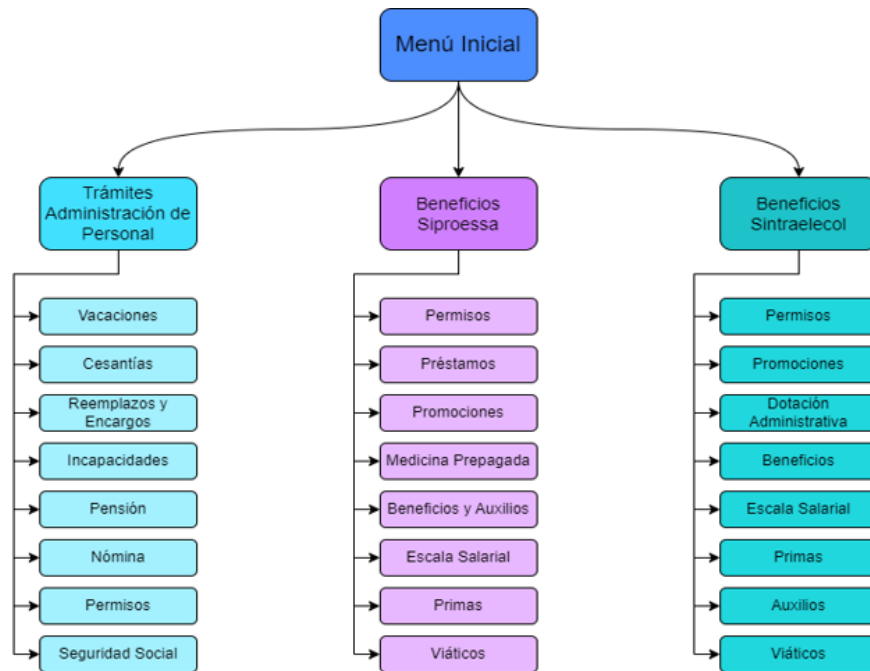 Menú Inicial
Trámites
Administración de
Personal
Vacaciones
Cesantías
Reemplazos y
Encargos
Incapacidades
Pensión
Nómina
Permisos
Seguridad Social
Beneficios
Siproessa
Permisos
Préstamos
Promociones
Medicina Prepagada
Beneficios y Auxilios
Escala Salarial
Primas
Viáticos
Beneficios
Sintraelecol
Permisos
Promociones
Dotación
Administrativa
Beneficios
Escala Salarial
Primas
Auxilios
Viáticos